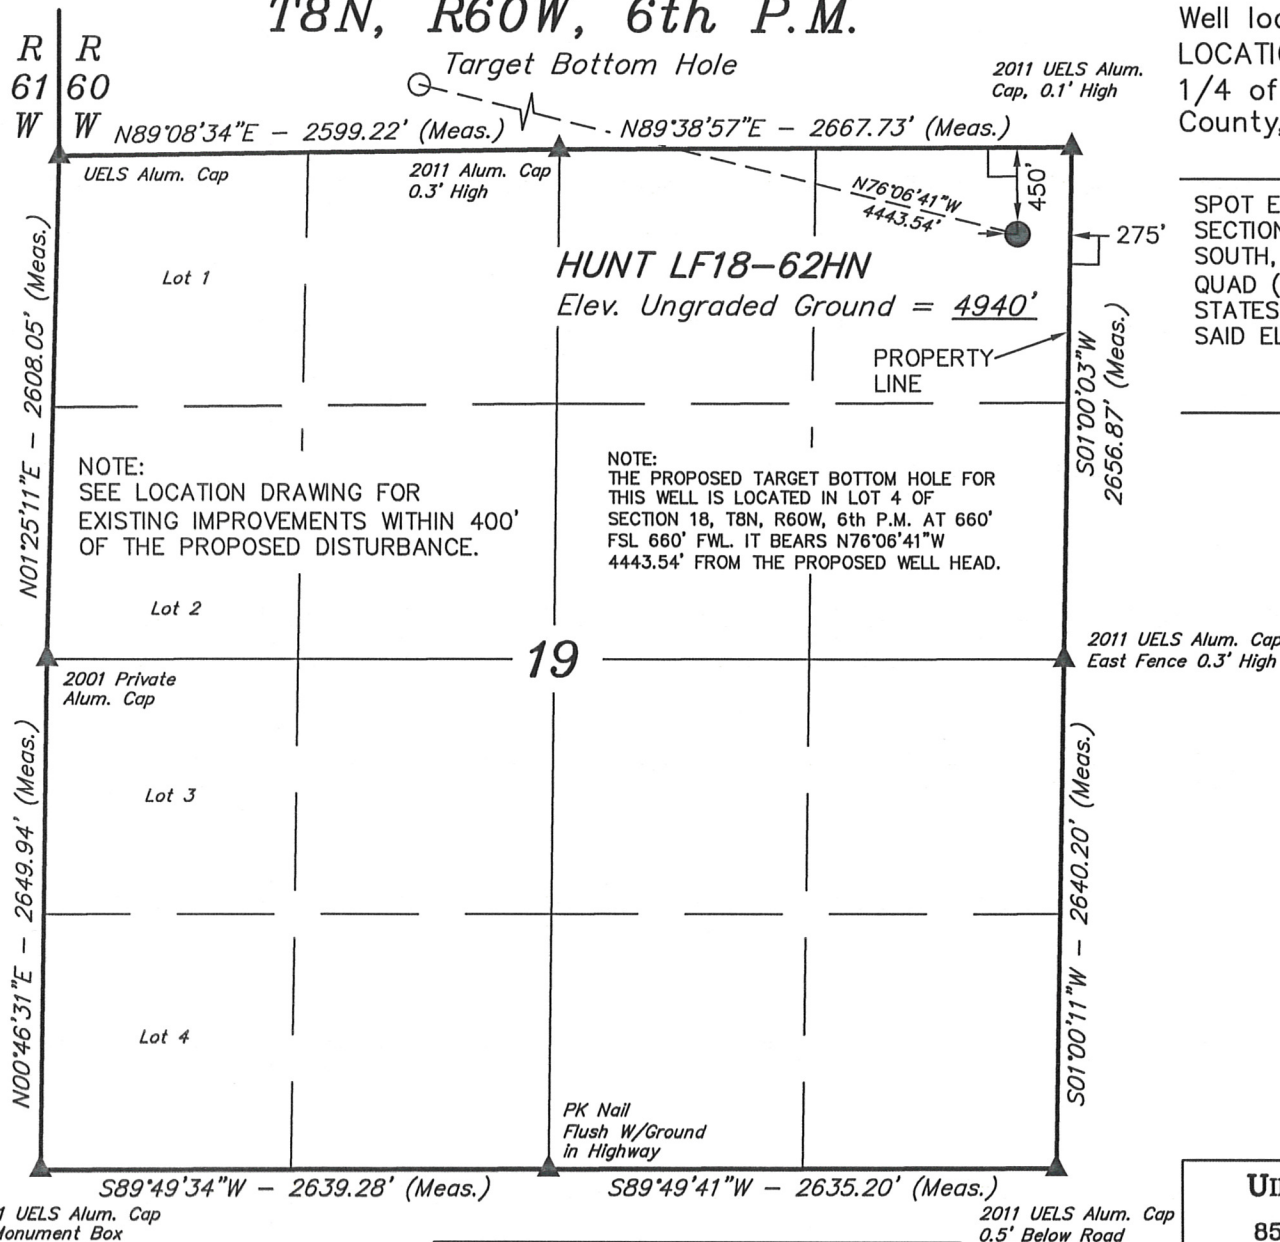 T8N, R60W, 6th P.M.
R R
61 60
W W
Target Bottom Hole
2011 UELS Alum.
Cap, 0.1' High
N89°08'34"E - 2599.22' (Meas.)
N89°38'57"E - 2667.73' (Meas.)
UELS Alum. Cap
2011 Alum. Cap
0.3' High
N76°06'41"W
4443.54'
450'
275'
HUNT LF18-62HN
Elev. Ungraded Ground = 4940'
PROPERTY
LINE
Lot 1
N01°25'11"E - 2608.05' (Meas.)
S01°00'03"W
2656.87' (Meas.)
NOTE:
SEE LOCATION DRAWING FOR
EXISTING IMPROVEMENTS WITHIN 400'
OF THE PROPOSED DISTURBANCE.
NOTE:
THE PROPOSED TARGET BOTTOM HOLE FOR
THIS WELL IS LOCATED IN LOT 4 OF
SECTION 18, T8N, R60W, 6th P.M. AT 660'
FSL 660' FWL. IT BEARS N76°06'41"W
4443.54' FROM THE PROPOSED WELL HEAD.
Lot 2
19
2011 UELS Alum. Cap
East Fence 0.3' High
2001 Private
Alum. Cap
N00°46'31"E - 2649.94' (Meas.)
Lot 3
S01°00'11"W - 2640.20' (Meas.)
Lot 4
PK Nail
Flush W/Ground
in Highway
S89°49'34"W - 2639.28' (Meas.)
S89°49'41"W - 2635.20' (Meas.)
UELS Alum. Cap
Monument Box
2011 UELS Alum. Cap
0.5' Below Road
Well
1/4 of
County,
SPOT
SECTION
SOUTH,
QUAD (
STATES
SAID
85